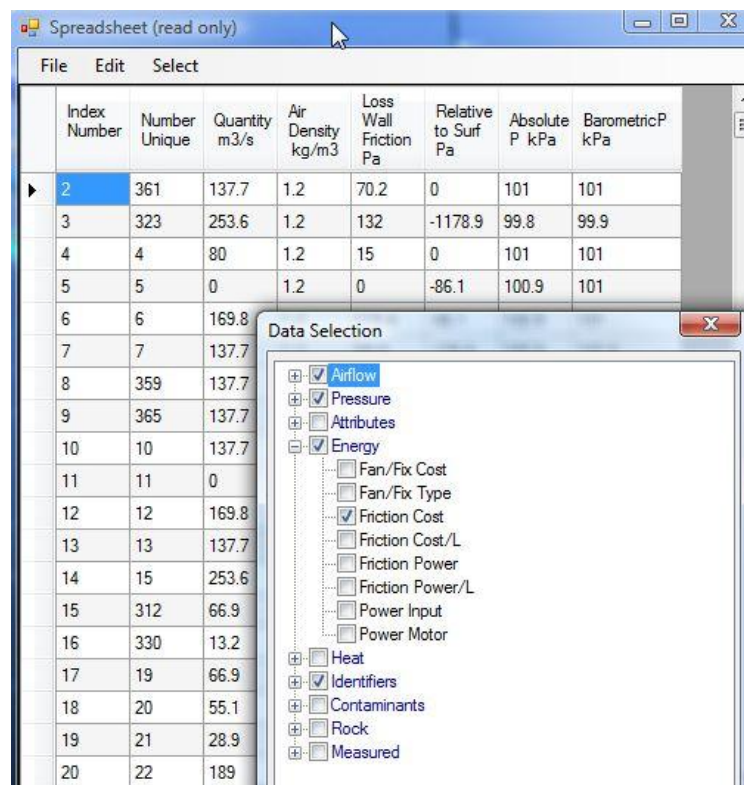 Spreadsheet (read only)
File Edit Select
Index Number Number Unique Quantity m3/s Air Density kg/m3 Loss Wall Friction Pa Relative to Surf Pa Absolute P kPa BarometricP kPa
2 361 137.7 1.2 70.2 0 101 101
3 323 253.6 1.2 132 -1178.9 99.8 99.9
4 4 80 1.2 15 0 101 101
5 5 0 1.2 0 -86.1 100.9 101
6 6 169.8
7 7 137.7
8 359 137.7
9 365 137.7
10 10 137.7
11 11 0
12 12 169.8
13 13 137.7
14 15 253.6
15 312 66.9
16 330 13.2
17 19 66.9
18 20 55.1
19 21 28.9
20 22 189
Data Selection
Airflow
Pressure
Attributes
Energy
Fan/Fix Cost
Fan/Fix Type
Friction Cost
Friction Cost/L
Friction Power
Friction Power/L
Power Input
Power Motor
Heat
Identifiers
Contaminants
Rock
Measured